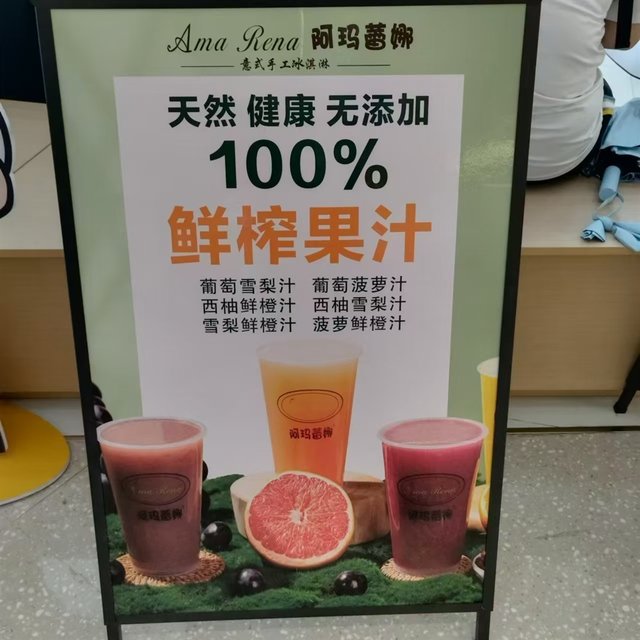 Ama Rena 阿玛蕾娜
意式手工冰淇淋
天然 健康 无添加
100%
鲜榨果汁
葡萄雪梨汁 葡萄菠萝汁
西柚鲜橙汁 西柚雪梨汁
雪梨鲜橙汁 菠萝鲜橙汁
阿玛蕾娜
Ama Rena
阿玛蕾娜
Ama Rena
阿玛蕾娜